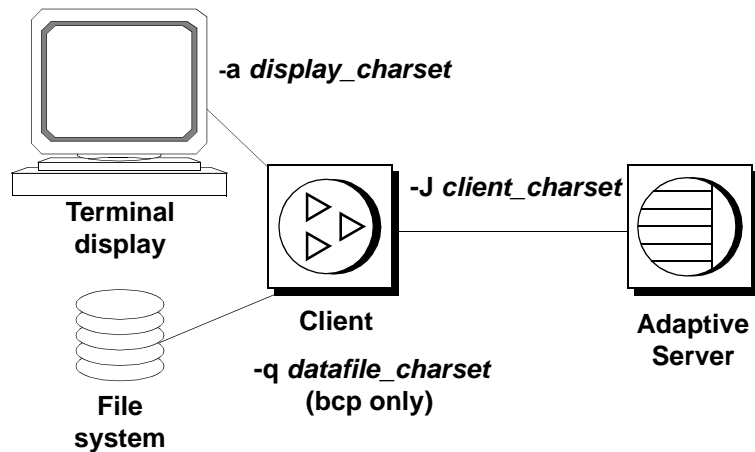 -a display_charset
-J client_charset
Terminal
display
Client
Adaptive
Server
-q datafile_charset
(bcp only)
File
system